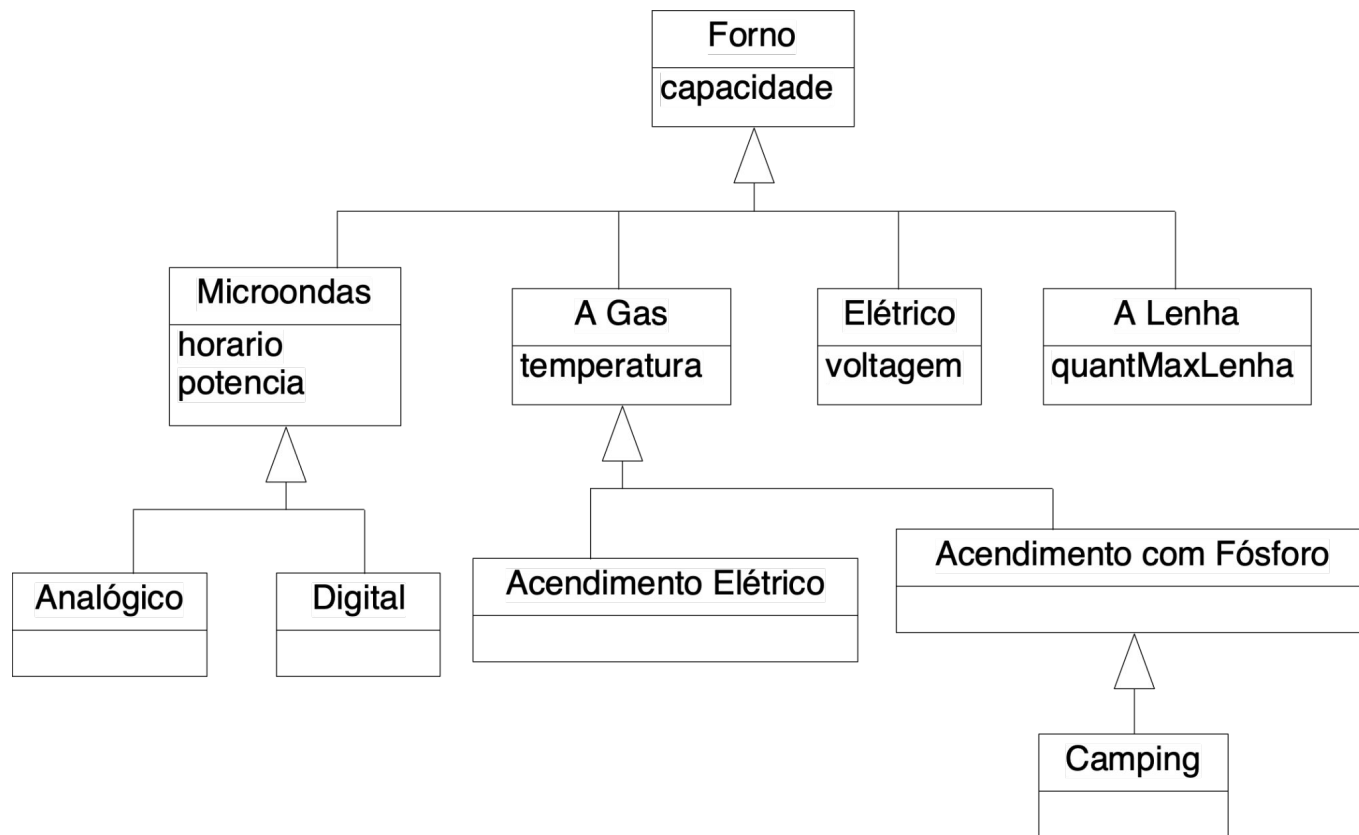 Forno
capacidade
Microondas
horario
potencia
A Gas
temperatura
Elétrico
voltagem
A Lenha
quantMaxLenha
Analógico
Digital
Acendimento Elétrico
Acendimento com Fósforo
Camping